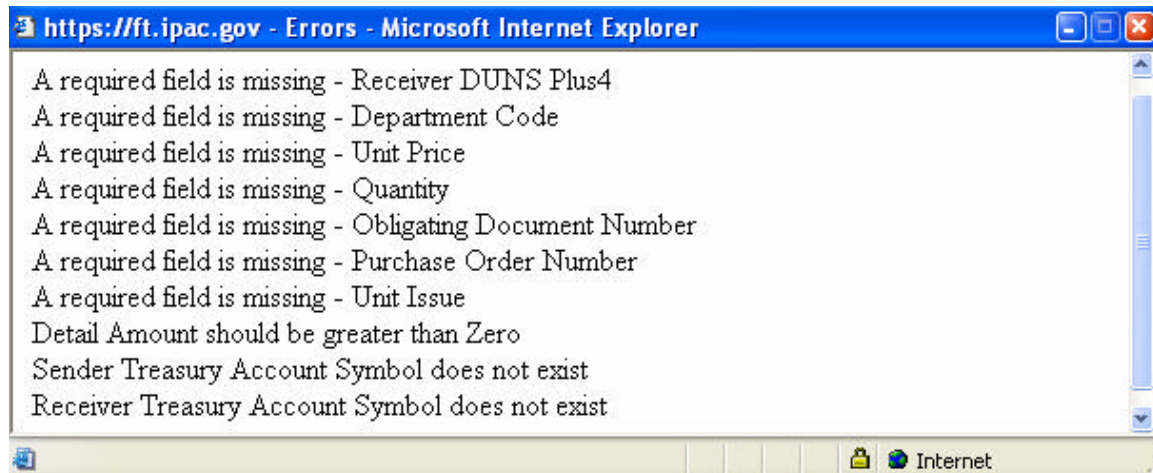 https://ft.ipac.gov - Errors - Microsoft Internet Explorer
A required field is missing - Receiver DUNS Plus4
A required field is missing - Department Code
A required field is missing - Unit Price
A required field is missing - Quantity
A required field is missing - Obligating Document Number
A required field is missing - Purchase Order Number
A required field is missing - Unit Issue
Detail Amount should be greater than Zero
Sender Treasury Account Symbol does not exist
Receiver Treasury Account Symbol does not exist
Internet